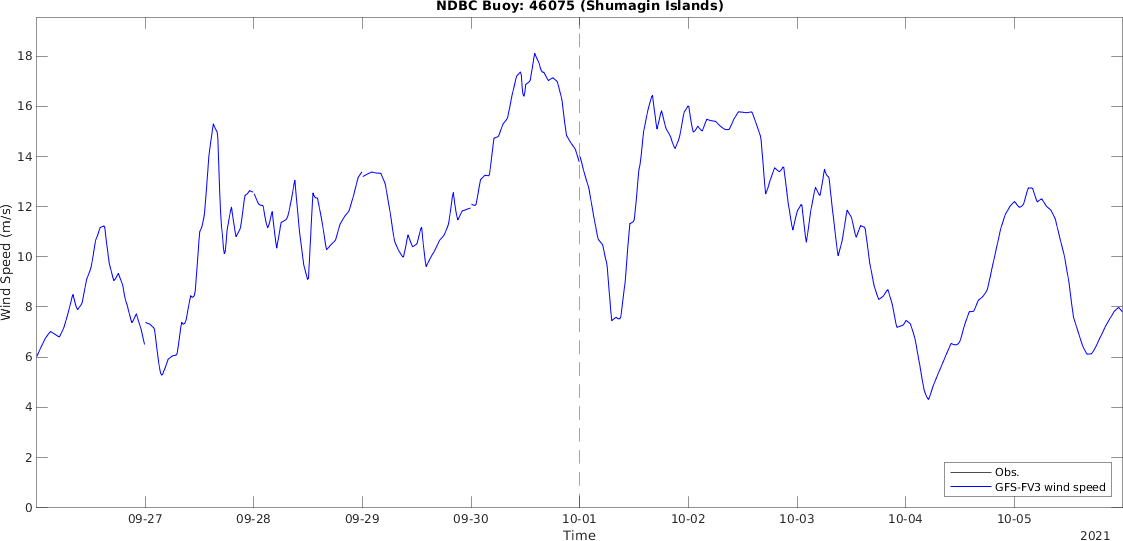 NDBC Buoy: 46075 (Shumagin Islands)
18
16
14
12
10
8
6
4
2
0
Wind Speed (m/s)
Obs.
GFS-FV3 wind speed
09-27 09-28 09-29 09-30 10-01 10-02 10-03 10-04 10-05
Time
2021